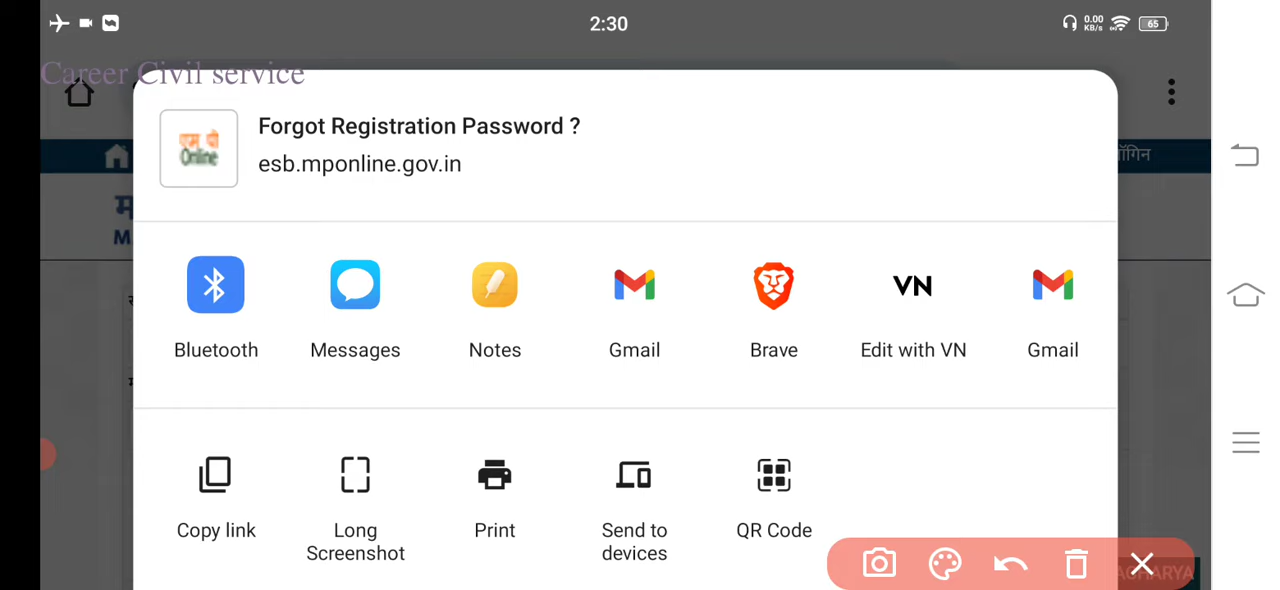 2:30
0.00
KB/s
65
Career Civil service
Forgot Registration Password ?
esb.mponline.gov.in
एम पी
Online
Bluetooth
Messages
Notes
Gmail
Brave
VN
Edit with VN
Gmail
Copy link
Long
Screenshot
Print
Send to
devices
QR Code